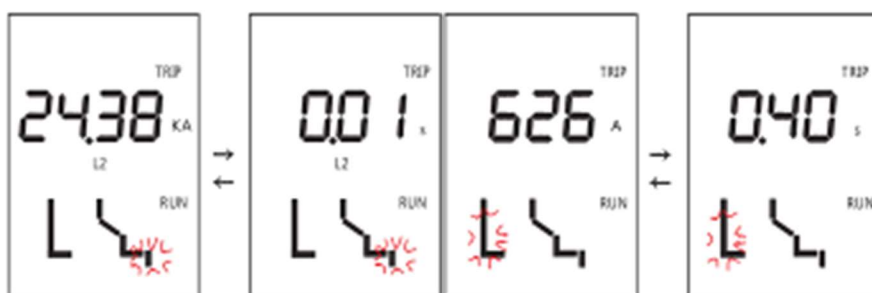 TRIP
24.38 KA
L2
RUN
TRIP
0.01 s
L2
RUN
TRIP
626 A
RUN
TRIP
0.40 s
RUN